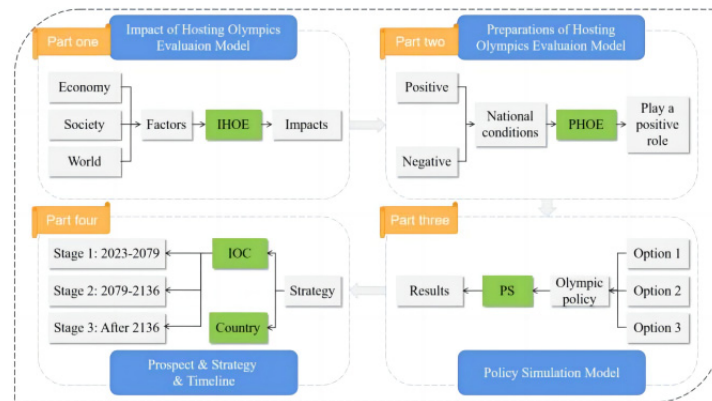 Part one
Impact of Hosting Olympics
Evaluaion Model
Economy
Society
World
Factors
IHOE
Impacts
Part two
Preparations of Hosting
Olympics Evaluaion Model
Positive
Negative
National
conditions
PHOE
Play a
positive
role
Part four
Stage 1: 2023-2079
Stage 2: 2079-2136
Stage 3: After 2136
IOC
Country
Strategy
Prospect & Strategy
& Timeline
Part three
Results
PS
Olympic
policy
Option 1
Option 2
Option 3
Policy Simulation Model